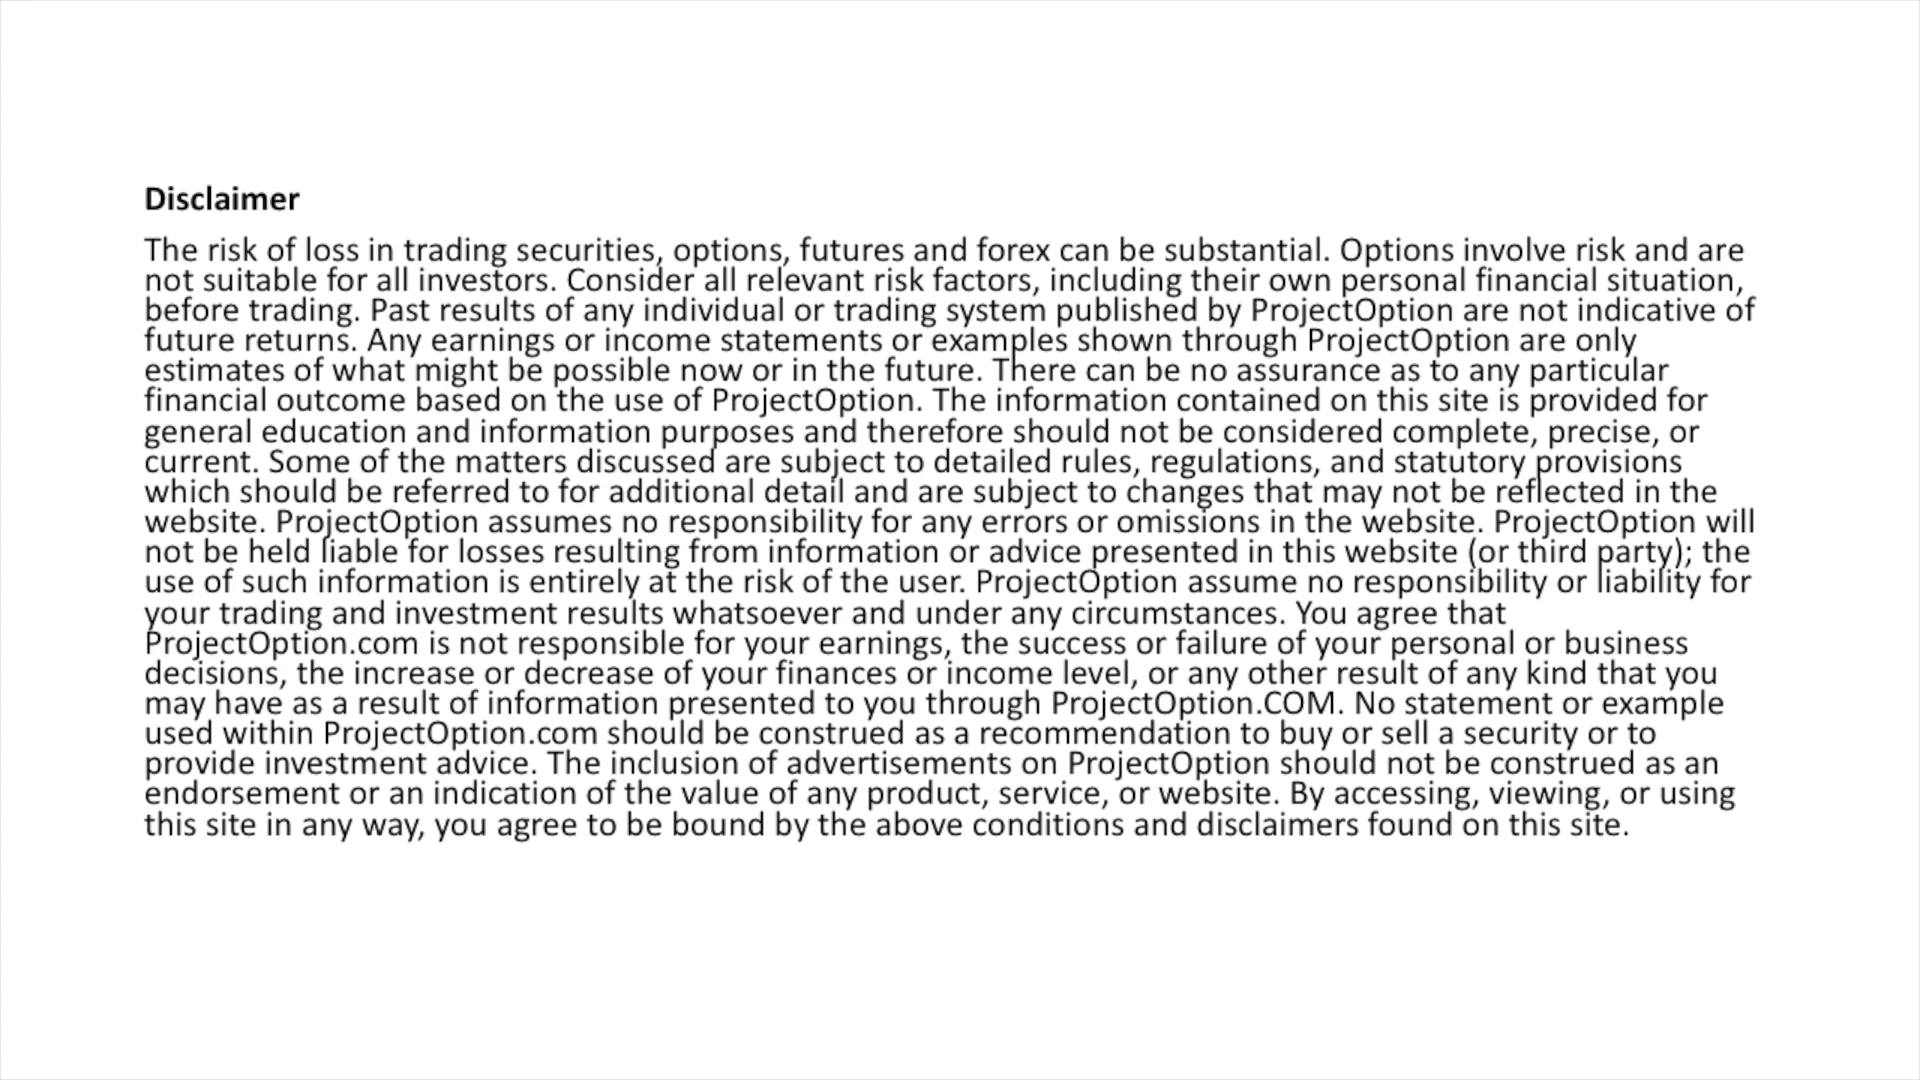 Disclaimer
The risk of loss in trading securities, options, futures and forex can be substantial. Options involve risk and are
not suitable for all investors. Consider all relevant risk factors, including their own personal financial situation,
before trading. Past results of any individual or trading system published by ProjectOption are not indicative of
future returns. Any earnings or income statements or examples shown through ProjectOption are only
estimates of what might be possible now or in the future. There can be no assurance as to any particular
financial outcome based on the use of ProjectOption. The information contained on this site is provided for
general education and information purposes and therefore should not be considered complete, precise, or
current. Some of the matters discussed are subject to detailed rules, regulations, and statutory provisions
which should be referred to for additional detail and are subject to changes that may not be reflected in the
website. ProjectOption assumes no responsibility for any errors or omissions in the website. ProjectOption will
not be held liable for losses resulting from information or advice presented in this website (or third party); the
use of such information is entirely at the risk of the user. ProjectOption assume no responsibility or liability for
your trading and investment results whatsoever and under any circumstances. You agree that
ProjectOption.com is not responsible for your earnings, the success or failure of your personal or business
decisions, the increase or decrease of your finances or income level, or any other result of any kind that you
may have as a result of information presented to you through ProjectOption.COM. No statement or example
used within ProjectOption.com should be construed as a recommendation to buy or sell a security or to
provide investment advice. The inclusion of advertisements on ProjectOption should not be construed as an
endorsement or an indication of the value of any product, service, or website. By accessing, viewing, or using
this site in any way, you agree to be bound by the above conditions and disclaimers found on this site.